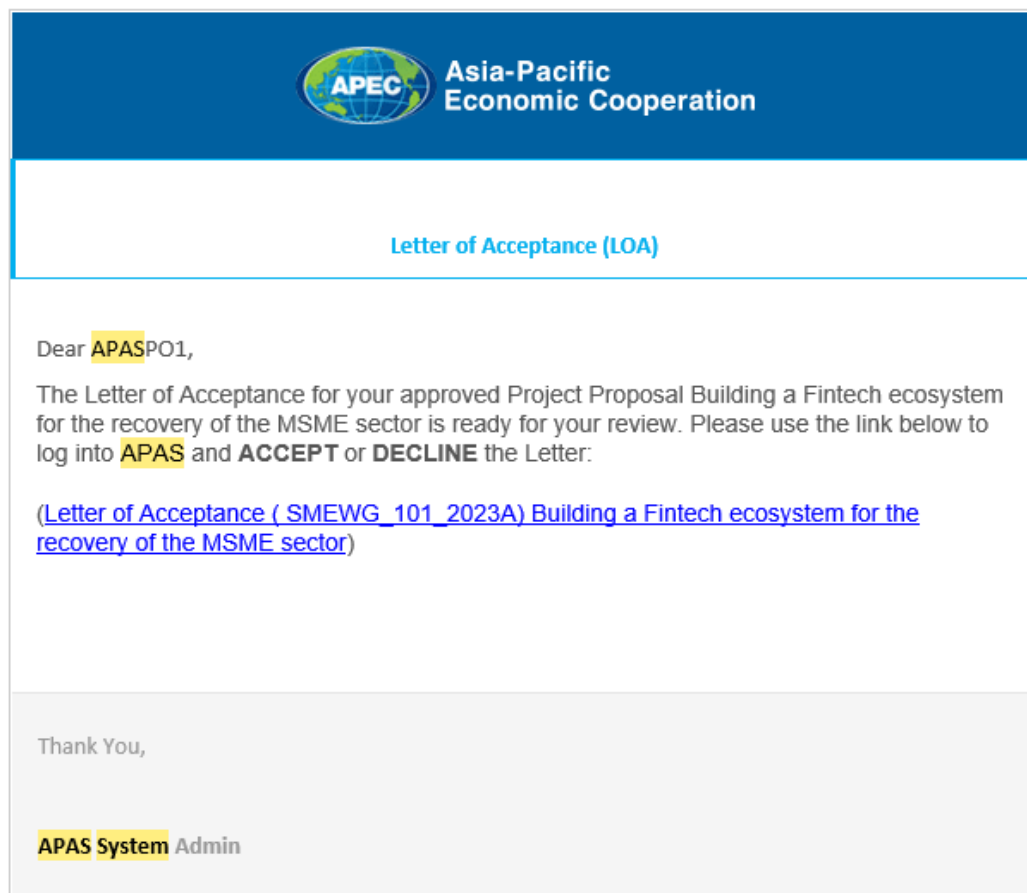 APEC
Asia-Pacific
Economic Cooperation
Letter of Acceptance (LOA)
Dear APASPO1,
The Letter of Acceptance for your approved Project Proposal Building a Fintech ecosystem
for the recovery of the MSME sector is ready for your review. Please use the link below to
log into APAS and ACCEPT or DECLINE the Letter:
(Letter of Acceptance ( SMEWG_101_2023A) Building a Fintech ecosystem for the
recovery of the MSME sector)
Thank You,
APAS System Admin